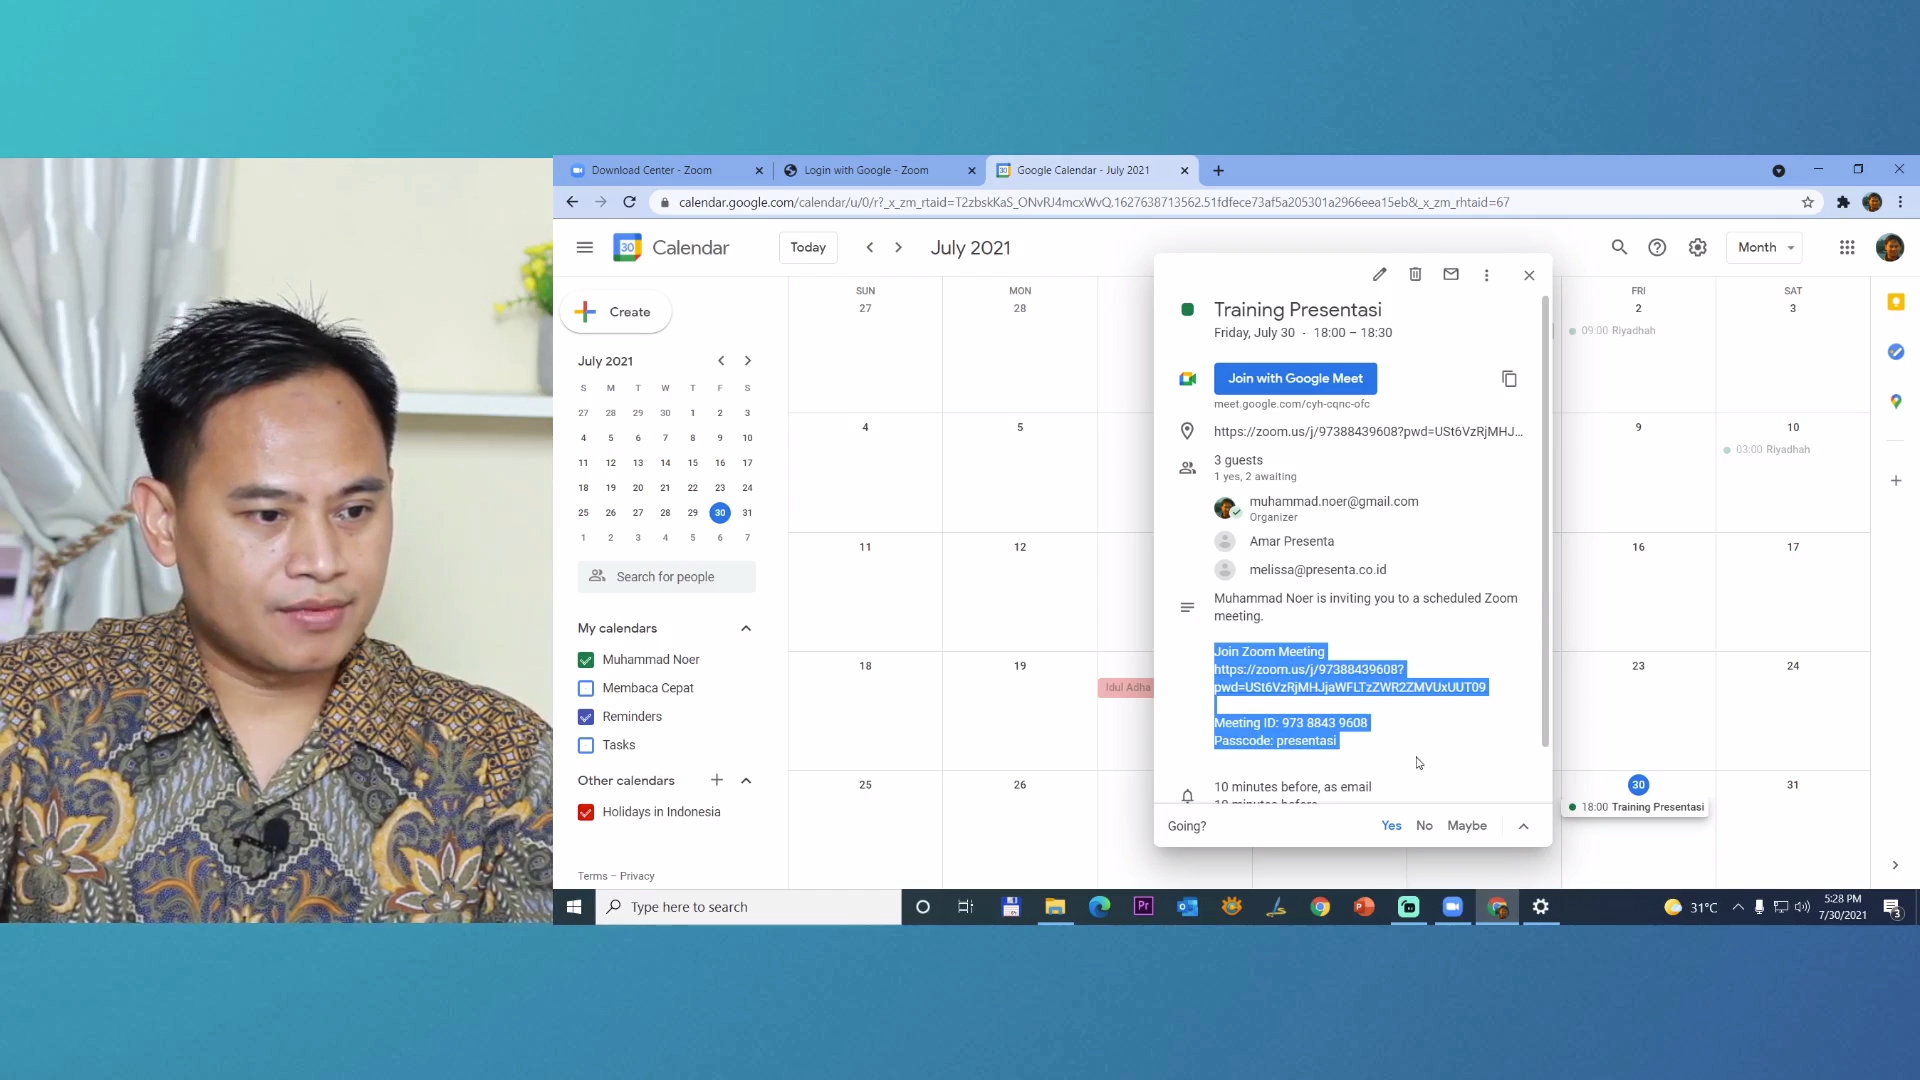 Download Center - Zoom
Login with Google - Zoom
Google Calendar - July 2021
calendar.google.com/calendar/u/0/r?_x_zm_rtaid=T2zbskKaS_ONvRJ4mcxWvQ.1627638713562.51fdfece73af5a205301a2966eea15eb&_x_zm_rhtaid=67
30
Calendar
Today
July 2021
Month
Create
July 2021
S M T W T F S
27 28 29 30 1 2 3
4 5 6 7 8 9 10
11 12 13 14 15 16 17
18 19 20 21 22 23 24
25 26 27 28 29 30 31
1 2 3 4 5 6 7
Search for people
My calendars
Muhammad Noer
Membaca Cepat
Reminders
Tasks
Other calendars
Holidays in Indonesia
Terms – Privacy
SUN MON FRI SAT
27 28 2 3
09:00 Riyadhah
4 5 9 10
03:00 Riyadhah
11 12 16 17
18 19 23 24
Idul Adha
25 26 30 31
18:00 Training Presentasi
Training Presentasi
Friday, July 30 · 18:00 – 18:30
Join with Google Meet
meet.google.com/cyh-cqnc-ofc
https://zoom.us/j/97388439608?pwd=USt6VzRjMHJ...
3 guests
1 yes, 2 awaiting
muhammad.noer@gmail.com
Organizer
Amar Presenta
melissa@presenta.co.id
Muhammad Noer is inviting you to a scheduled Zoom
meeting.
Join Zoom Meeting
https://zoom.us/j/97388439608?
pwd=USt6VzRjMHJjaWFLTzZWR2ZMVUxUUT09
Meeting ID: 973 8843 9608
Passcode: presentasi
10 minutes before, as email
Going?
Yes No Maybe
Type here to search
Pr
31°C
5:28 PM
7/30/2021
3